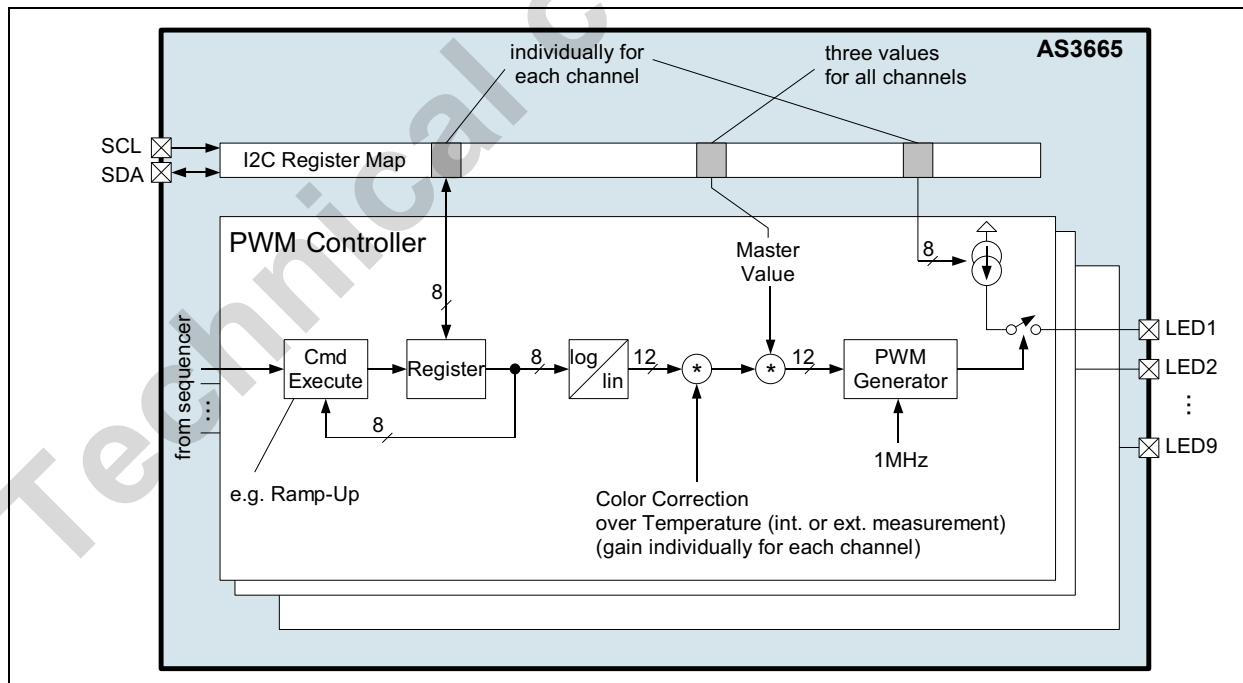 AS3665
individually for
each channel
three values
for all channels
SCL
SDA
I2C Register Map
PWM Controller
Master
Value
8
8
from sequencer
...
Cmd
Execute
Register
8
log
lin
12
*
*
12
PWM
Generator
8
1MHz
e.g. Ramp-Up
Color Correction
over Temperature (int. or ext. measurement)
(gain individually for each channel)
LED1
LED2
...
LED9
Technical c